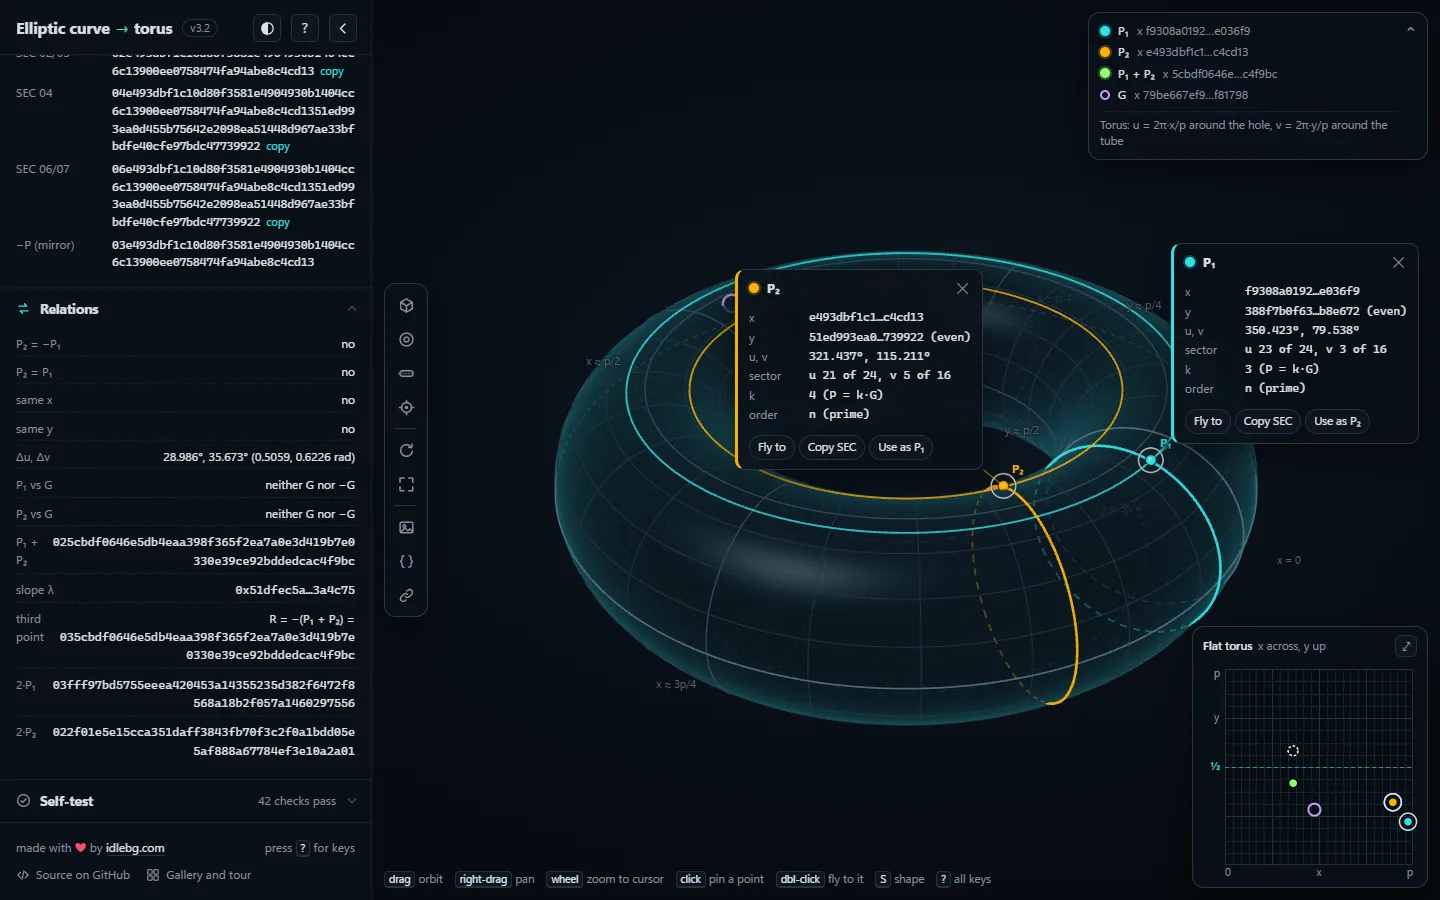 Elliptic curve → torus v3.2 ?
6c13900ee0758474fa94abe8c4cd13 copy
SEC 04
04e493dbf1c10d80f3581e4904930b1404cc
6c13900ee0758474fa94abe8c4cd1351ed99
3ea0d455b75642e2098ea51448d967ae33bf
bdfe40cfe97bdc47739922 copy
SEC 06/07
06e493dbf1c10d80f3581e4904930b1404cc
6c13900ee0758474fa94abe8c4cd1351ed99
3ea0d455b75642e2098ea51448d967ae33bf
bdfe40cfe97bdc47739922 copy
−P (mirror)
03e493dbf1c10d80f3581e4904930b1404cc
6c13900ee0758474fa94abe8c4cd13
Relations
P₂ = −P₁ no
P₂ = P₁ no
same x no
same y no
Δu, Δv 28.986°, 35.673° (0.5059, 0.6226 rad)
P₁ vs G neither G nor −G
P₂ vs G neither G nor −G
P₁ + P₂
025cbdf0646e5db4eaa398f365f2ea7a0e3d419b7e0
330e39ce92bddedcac4f9bc
slope λ 0x51dfec5a…3a4c75
third point
R = −(P₁ + P₂) =
035cbdf0646e5db4eaa398f365f2ea7a0e3d419b7e
0330e39ce92bddedcac4f9bc
2·P₁ 03fff97bd5755eeea420453a14355235d382f6472f8
568a18b2f057a1460297556
2·P₂ 022f01e5e15cca351daff3843fb70f3c2f0a1bdd05e
5af888a67784ef3e10a2a01
Self-test 42 checks pass
made with ❤ by idlebg.com press ? for keys
Source on GitHub Gallery and tour
P₁ x f9308a0192…e036f9
P₂ x e493dbf1c1…c4cd13
P₁ + P₂ x 5cbdf0646e…c4f9bc
G x 79be667ef9…f81798
Torus: u = 2π·x/p around the hole, v = 2π·y/p around the
tube
P₂
x e493dbf1c1…c4cd13
y 51ed993ea0…739922 (even)
u, v 321.437°, 115.211°
sector u 21 of 24, v 5 of 16
k 4 (P = k·G)
order n (prime)
Fly to Copy SEC Use as P₁
P₁
x f9308a0192…e036f9
y 388f7b0f63…b8e672 (even)
u, v 350.423°, 79.538°
sector u 23 of 24, v 3 of 16
k 3 (P = k·G)
order n (prime)
Fly to Copy SEC Use as P₂
x ≈ p/2
y ≈ p/4
y ≈ p/2
P₁
P₂
y ≈ 3p/4
x = 0
x ≈ 3p/4
Flat torus x across, y up
p
y
½
0 x p
drag orbit right-drag pan wheel zoom to cursor click pin a point dbl-click fly to it S shape ? all keys